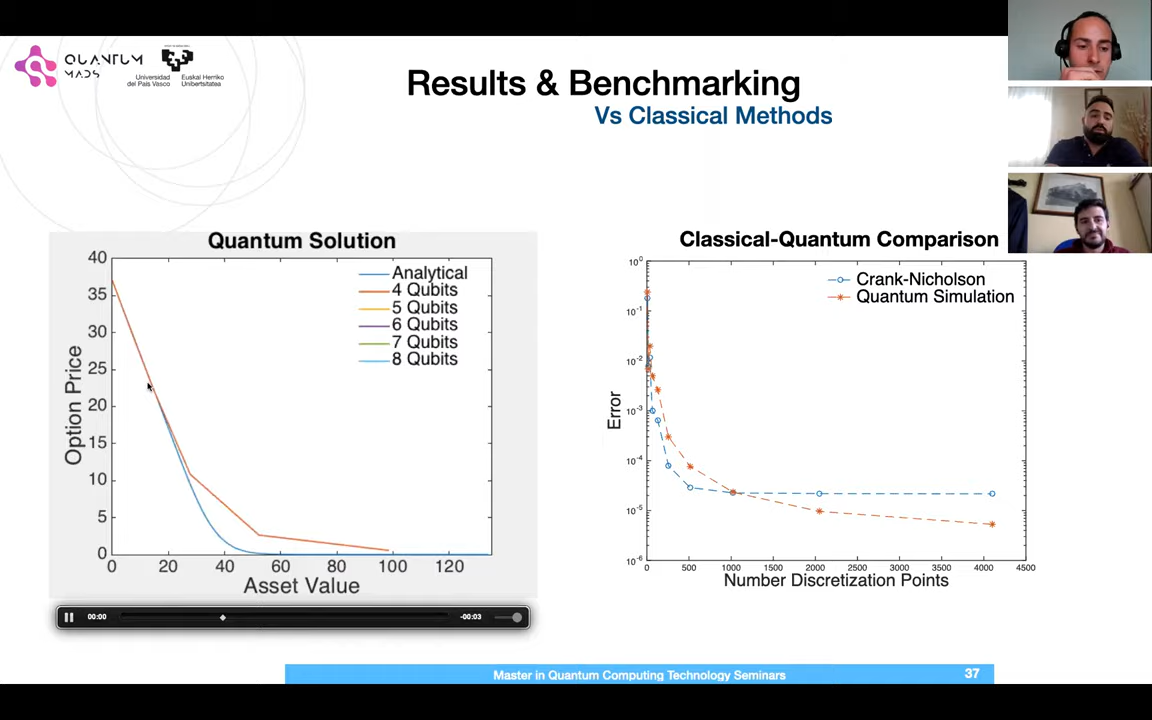 QUANTUM
MADS
Universidad
del País Vasco
Euskal Herriko
Unibertsitatea
Results & Benchmarking
Vs Classical Methods
Quantum Solution
40
35
30
25
20
15
10
5
0
0 20 40 60 80 100 120
Option Price
Asset Value
Analytical
4 Qubits
5 Qubits
6 Qubits
7 Qubits
8 Qubits
00:00
-00:03
Classical-Quantum Comparison
10^0
10^-1
10^-2
10^-3
10^-4
10^-5
10^-6
0 500 1000 1500 2000 2500 3000 3500 4000 4500
Error
Number Discretization Points
Crank-Nicholson
Quantum Simulation
Master in Quantum Computing Technology Seminars
37